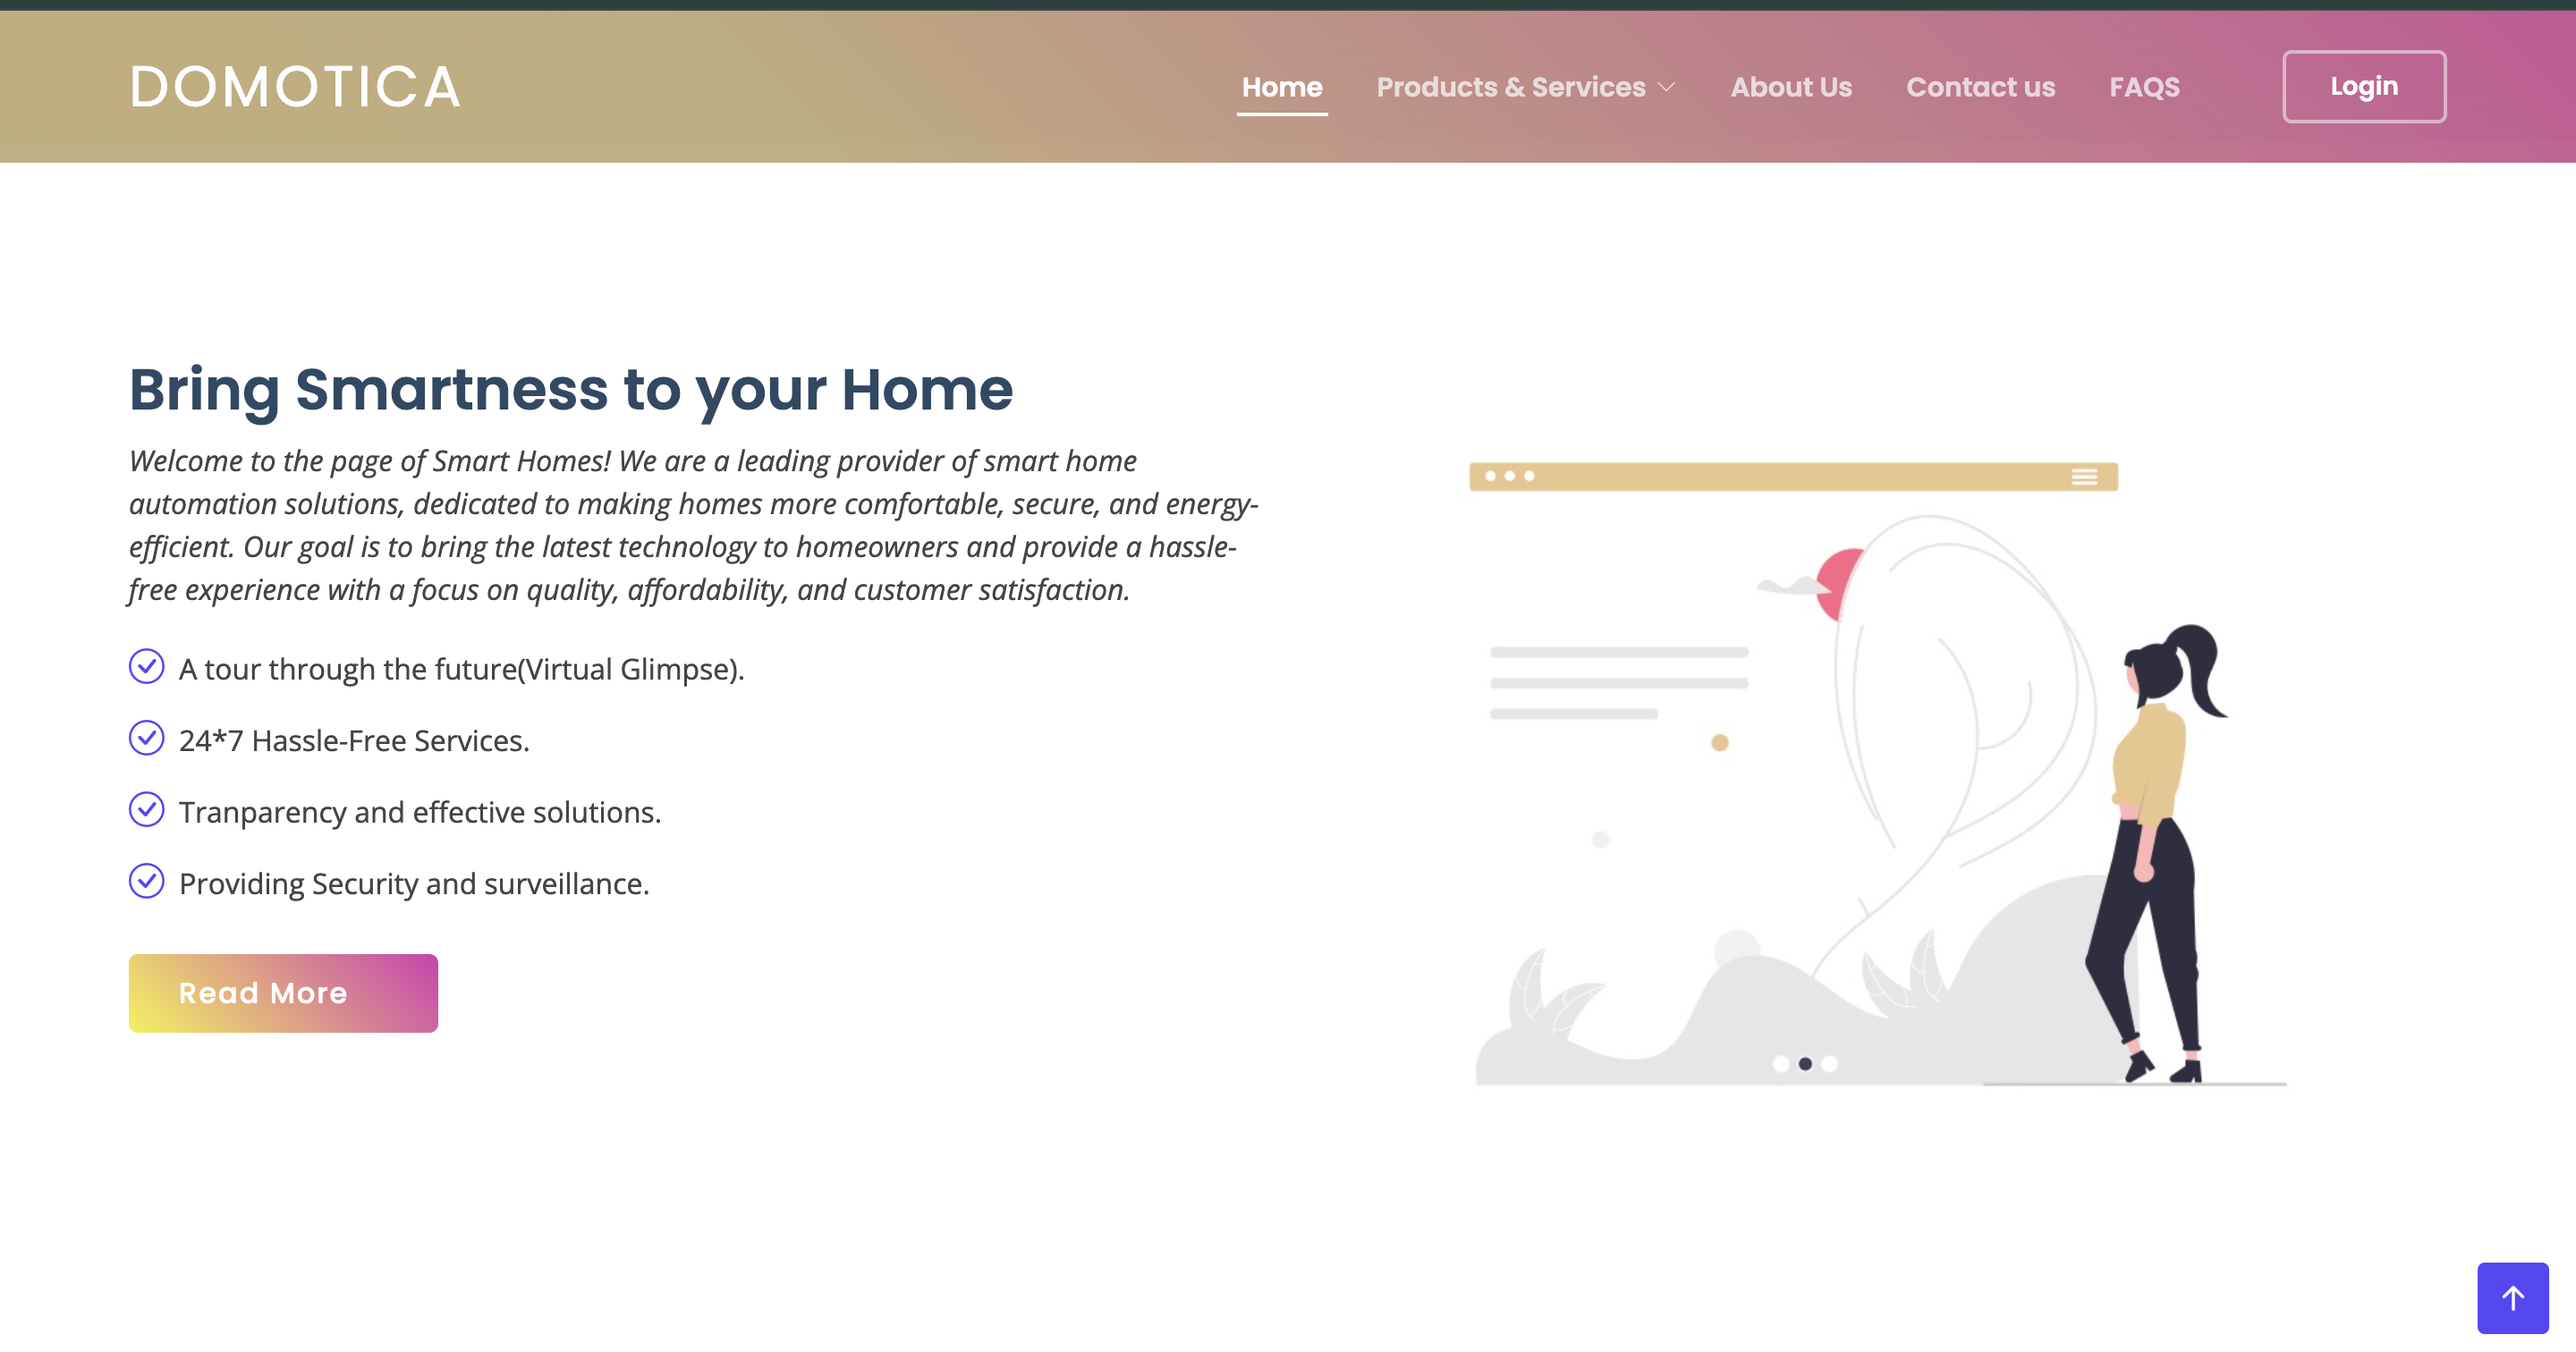 DOMOTICA
Home Products & Services About Us Contact us FAQS Login
Bring Smartness to your Home
Welcome to the page of Smart Homes! We are a leading provider of smart home
automation solutions, dedicated to making homes more comfortable, secure, and energy-
efficient. Our goal is to bring the latest technology to homeowners and provide a hassle-
free experience with a focus on quality, affordability, and customer satisfaction.
A tour through the future(Virtual Glimpse).
24*7 Hassle-Free Services.
Tranparency and effective solutions.
Providing Security and surveillance.
Read More